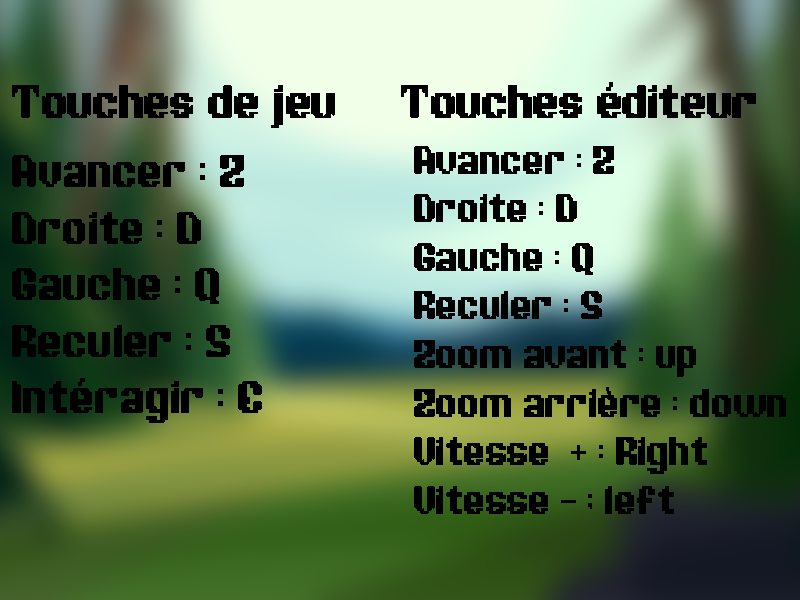 Touches de jeu
Avancer : Z
Droite : D
Gauche : Q
Reculer : S
Intéragir : E
Touches éditeur
Avancer : Z
Droite : D
Gauche : Q
Reculer : S
Zoom avant : up
Zoom arrière : down
Vitesse + : Right
Vitesse - : left